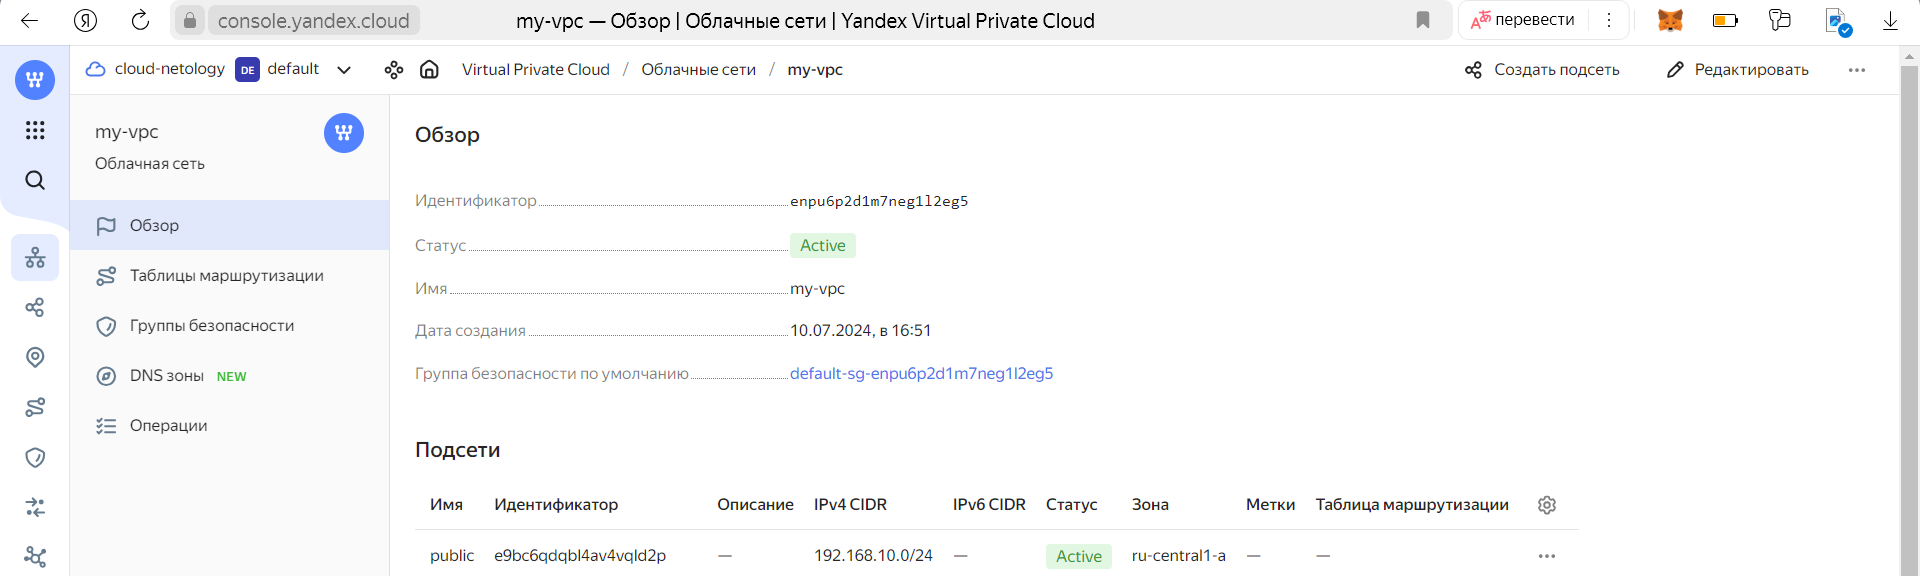 console.yandex.cloud my-vpc — Обзор | Облачные сети | Yandex Virtual Private Cloud перевести
cloud-netology DE default Virtual Private Cloud / Облачные сети / my-vpc Создать подсеть Редактировать
my-vpc
Облачная сеть
Обзор
Таблицы маршрутизации
Группы безопасности
DNS зоны NEW
Операции
Обзор
Идентификатор enpu6p2d1m7neg1l2eg5
Статус Active
Имя my-vpc
Дата создания 10.07.2024, в 16:51
Группа безопасности по умолчанию default-sg-enpu6p2d1m7neg1l2eg5
Подсети
Имя Идентификатор Описание IPv4 CIDR IPv6 CIDR Статус Зона Метки Таблица маршрутизации
public e9bc6qdqbl4av4vqld2p — 192.168.10.0/24 — Active ru-central1-a — —